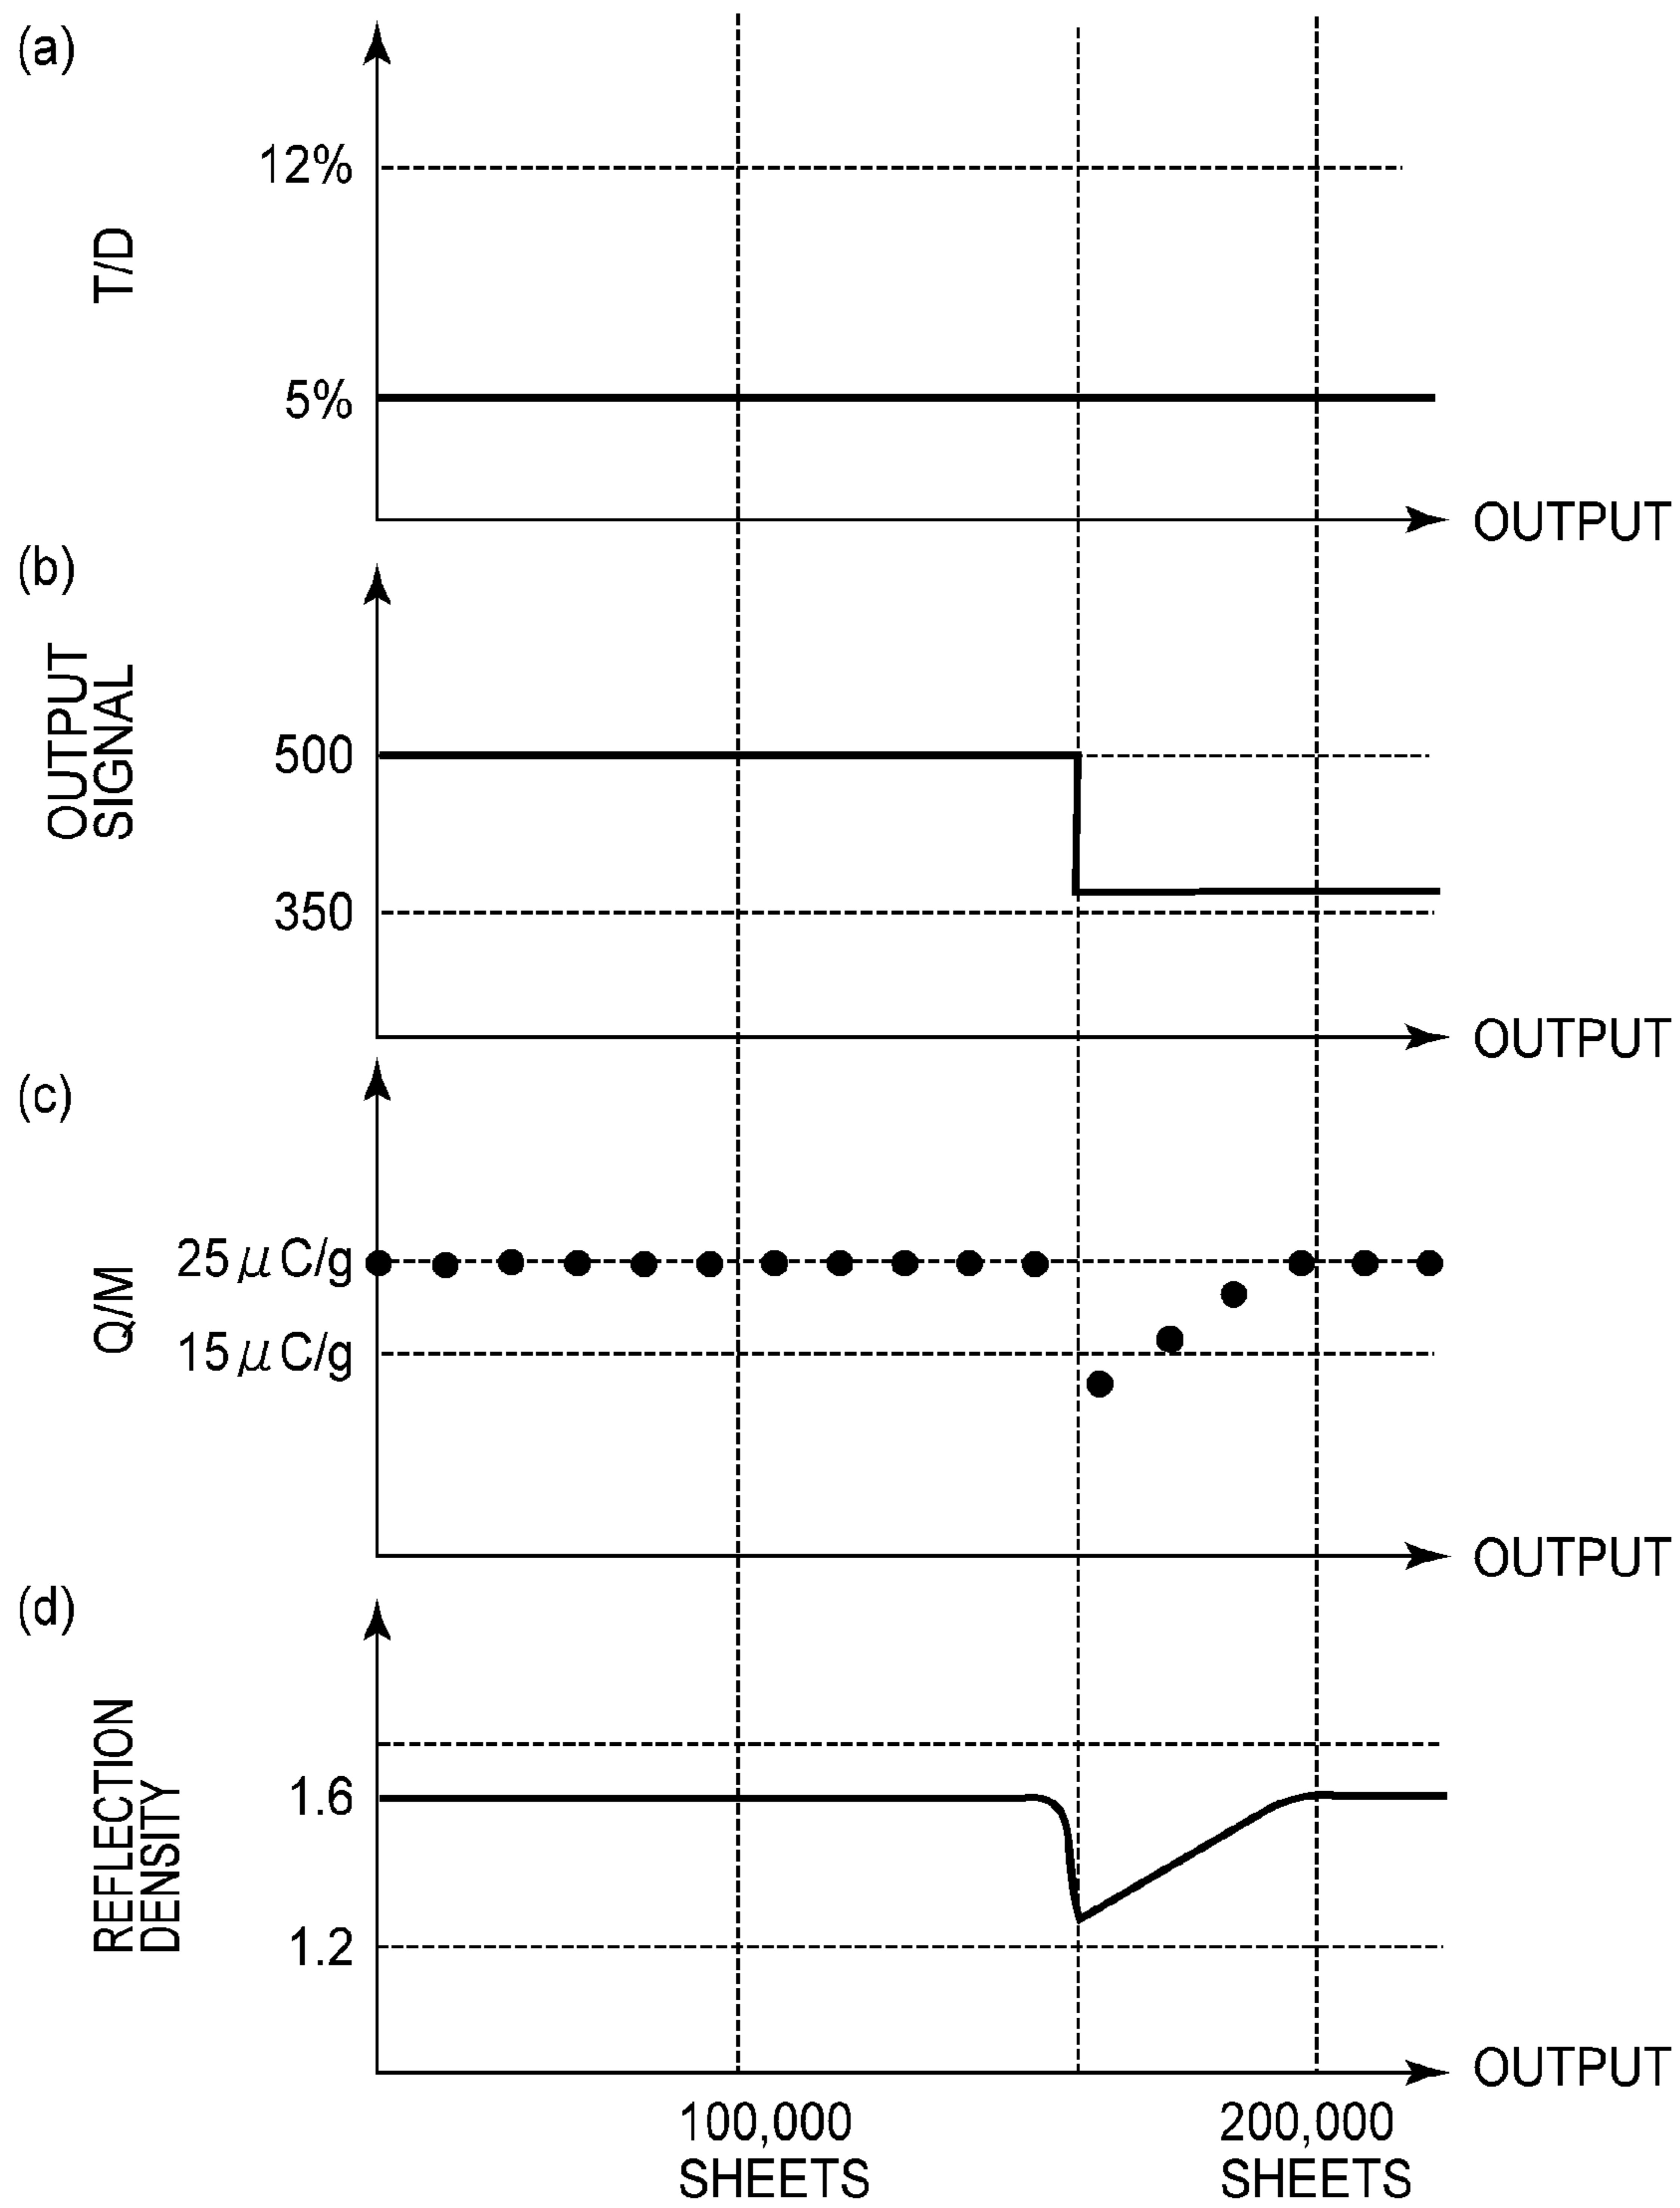 (a)
12%
T/D
5%
OUTPUT
(b)
OUTPUT
SIGNAL
500
350
OUTPUT
(c)
25μC/g
Q/M
15μC/g
OUTPUT
(d)
REFLECTION
DENSITY
1.6
1.2
OUTPUT
100,000
SHEETS
200,000
SHEETS